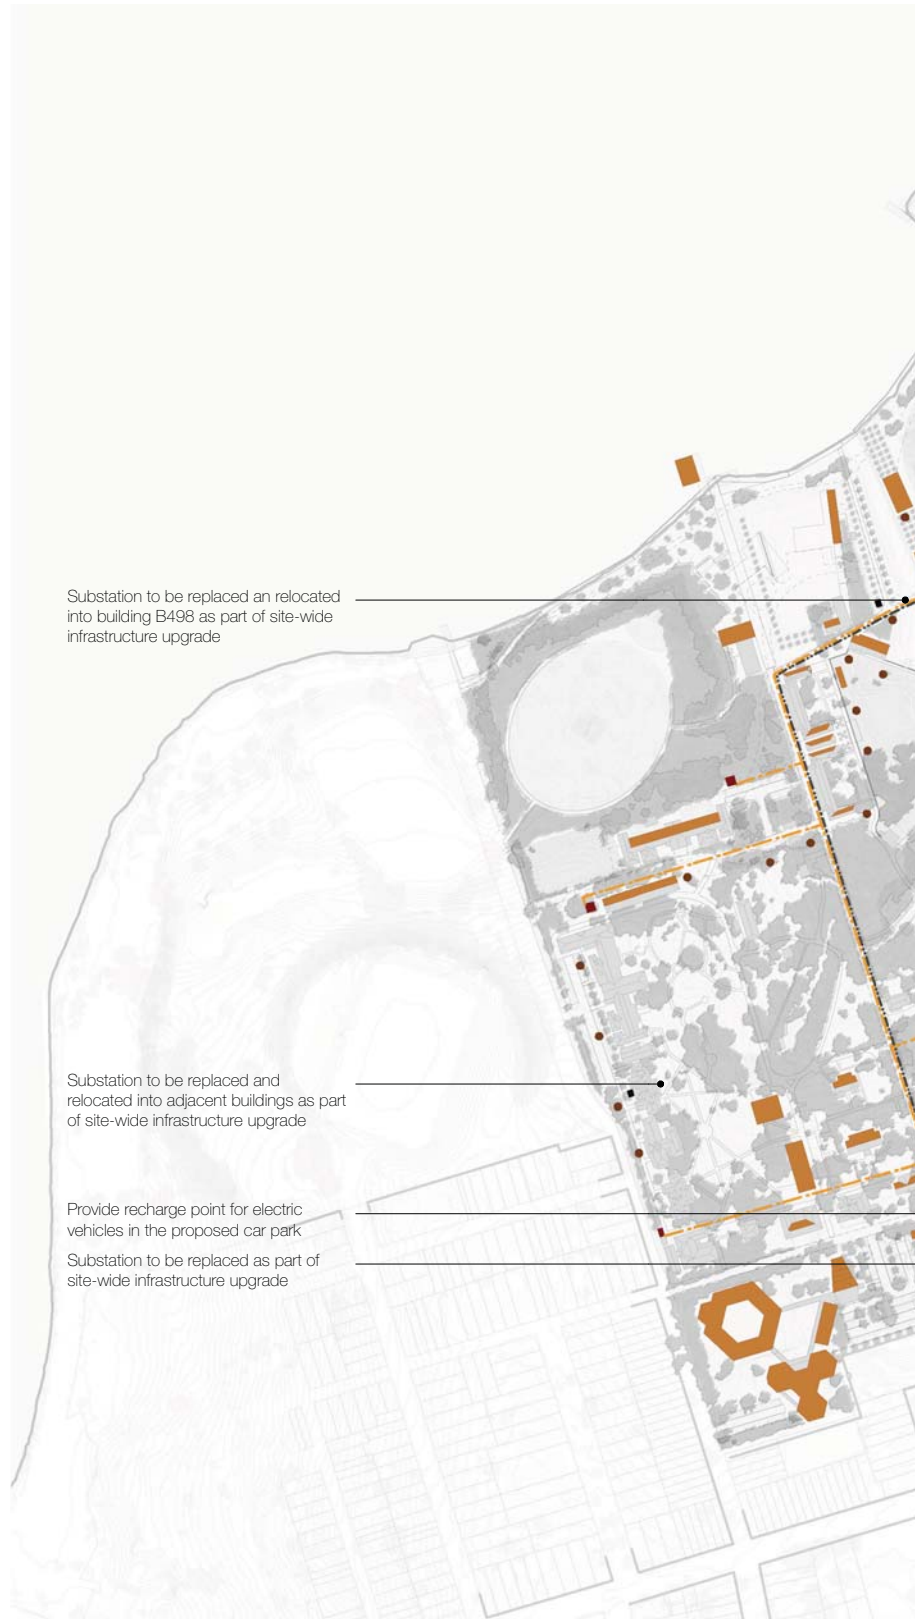 Substation to be replaced an relocated
into building B498 as part of site-wide
infrastructure upgrade
Substation to be replaced and
relocated into adjacent buildings as part
of site-wide infrastructure upgrade
Provide recharge point for electric
vehicles in the proposed car park
Substation to be replaced as part of
site-wide infrastructure upgrade